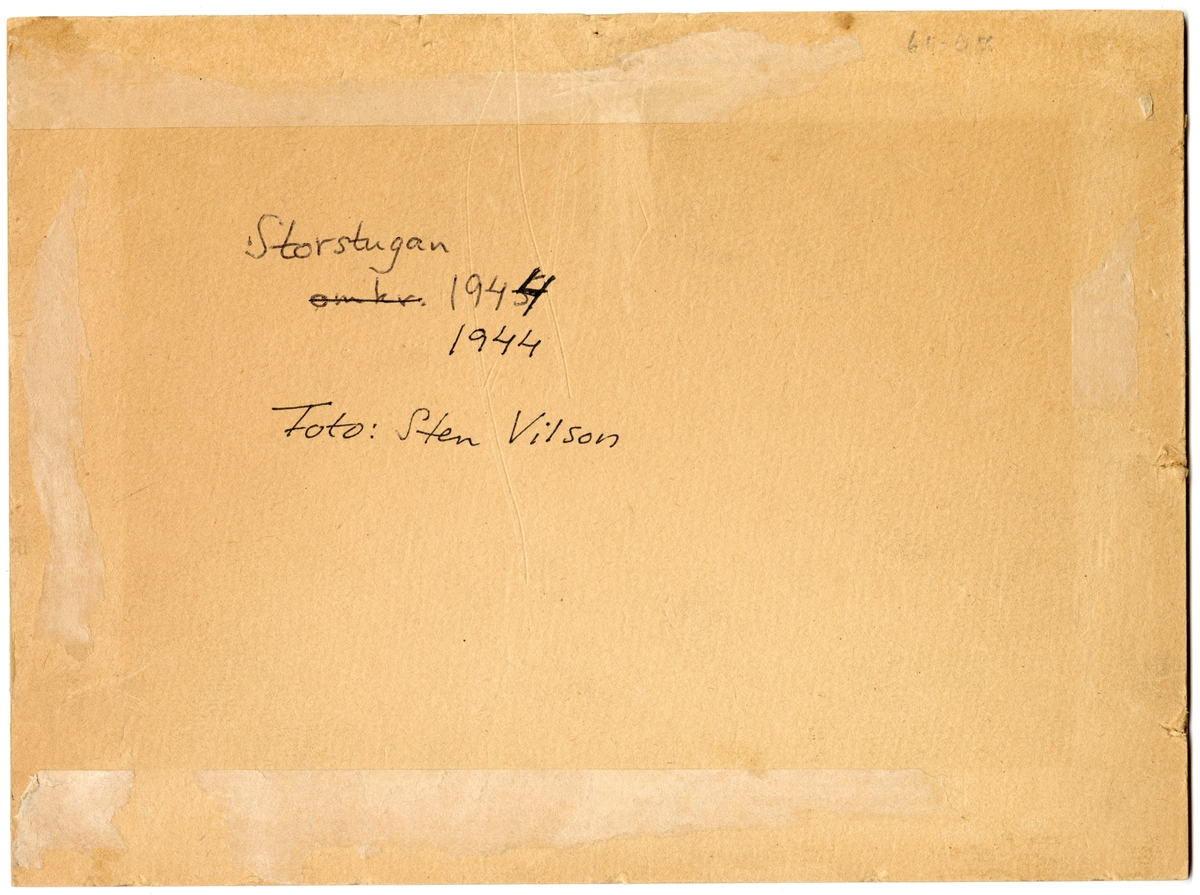 Storstugan
omkr. 1944
1944
Foto: Sten Vilson